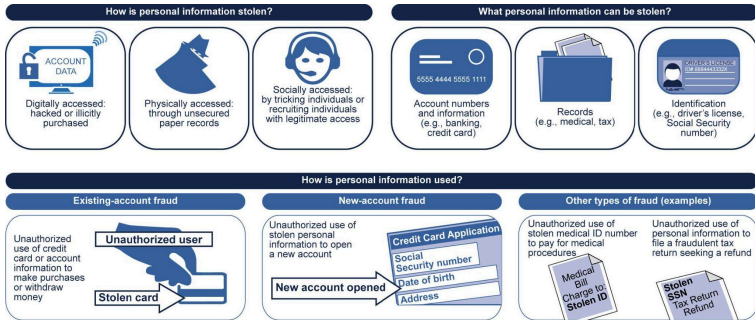 How is personal information stolen?
What personal information can be stolen?
ACCOUNT
DATA
Digitally accessed:
hacked or illicitly
purchased
Physically accessed:
through unsecured
paper records
Socially accessed:
by tricking individuals or
recruiting individuals
with legitimate access
5555 4444 5555 1111
Account numbers
and information
(e.g., banking,
credit card)
Records
(e.g., medical, tax)
DRIVER'S LICENSE
Identification
(e.g., driver's license,
Social Security
number)
How is personal information used?
Existing-account fraud
New-account fraud
Other types of fraud (examples)
Unauthorized
use of credit
card or account
information to
make purchases
or withdraw
money
Unauthorized user
Stolen card
Unauthorized use of
stolen personal
information to open
a new account
New account opened
Credit Card Application
Social
Security number
Date of birth
Address
Unauthorized use of
stolen medical ID number
to pay for medical
procedures
Medical
Bill
Charge to:
Stolen ID
Unauthorized use of
personal information to
file a fraudulent tax
return seeking a refund
Stolen
SSN
Tax Return
Refund